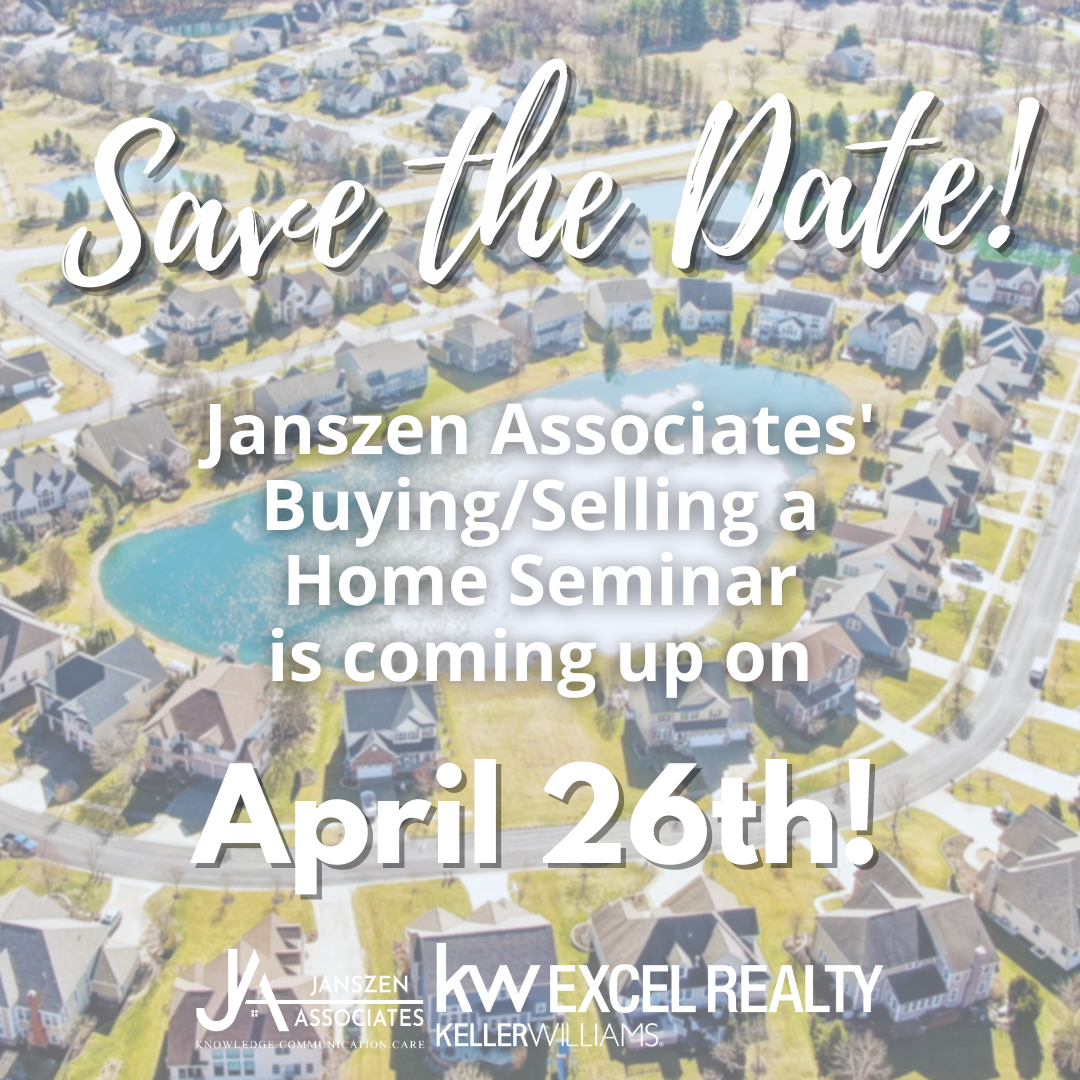 Save the Date!
Janszen Associates'
Buying/Selling a
Home Seminar
is coming up on
April 26th!
JA JANSZEN
ASSOCIATES
KNOWLEDGE.COMMUNICATION.CARE
kw EXCEL REALTY
KELLERWILLIAMS®